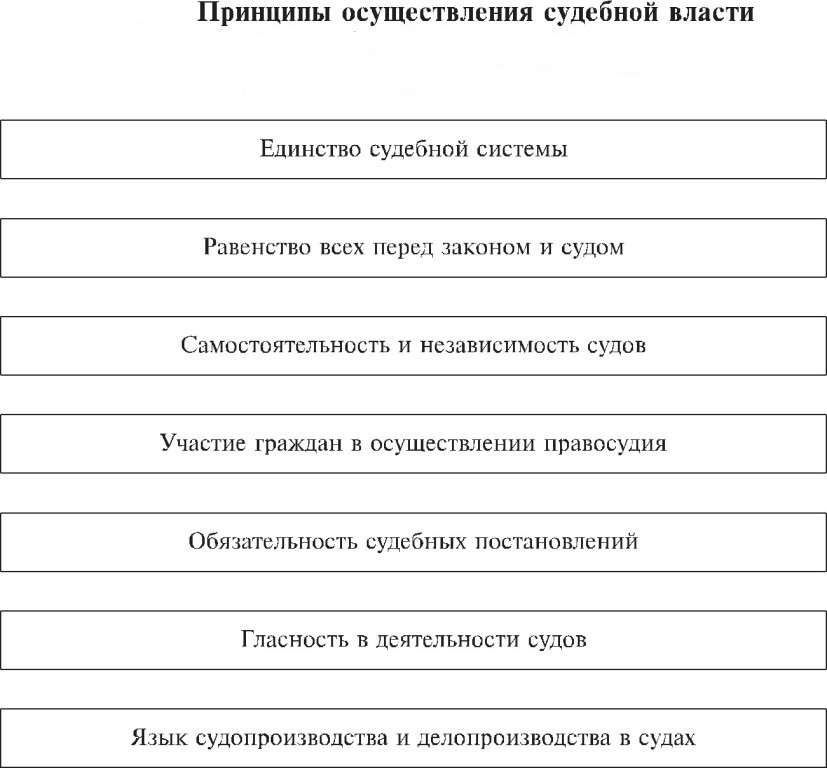 Принципы осуществления судебной власти
Единство судебной системы
Равенство всех перед законом и судом
Самостоятельность и независимость судов
Участие граждан в осуществлении правосудия
Обязательность судебных постановлений
Гласность в деятельности судов
Язык судопроизводства и делопроизводства в судах